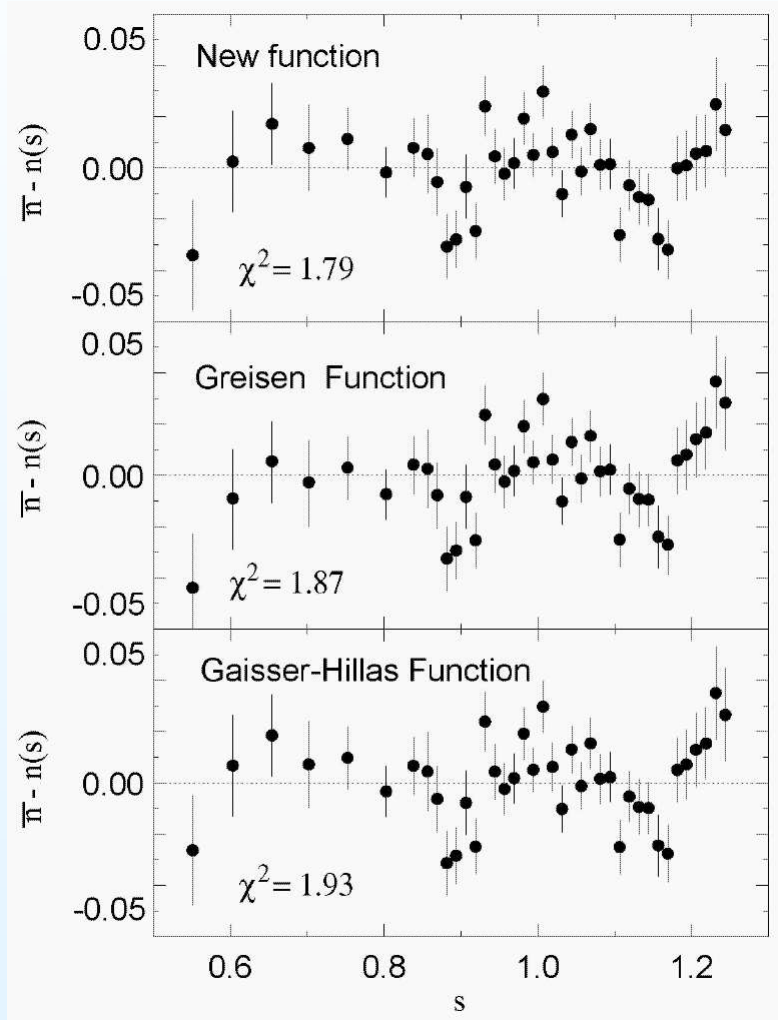 0.05
New function
n̅ - n(s)
0.00
χ² = 1.79
-0.05
0.05
Greisen Function
n̅ - n(s)
0.00
χ² = 1.87
-0.05
0.05
Gaisser-Hillas Function
n̅ - n(s)
0.00
χ² = 1.93
-0.05
0.6 0.8 1.0 1.2
s